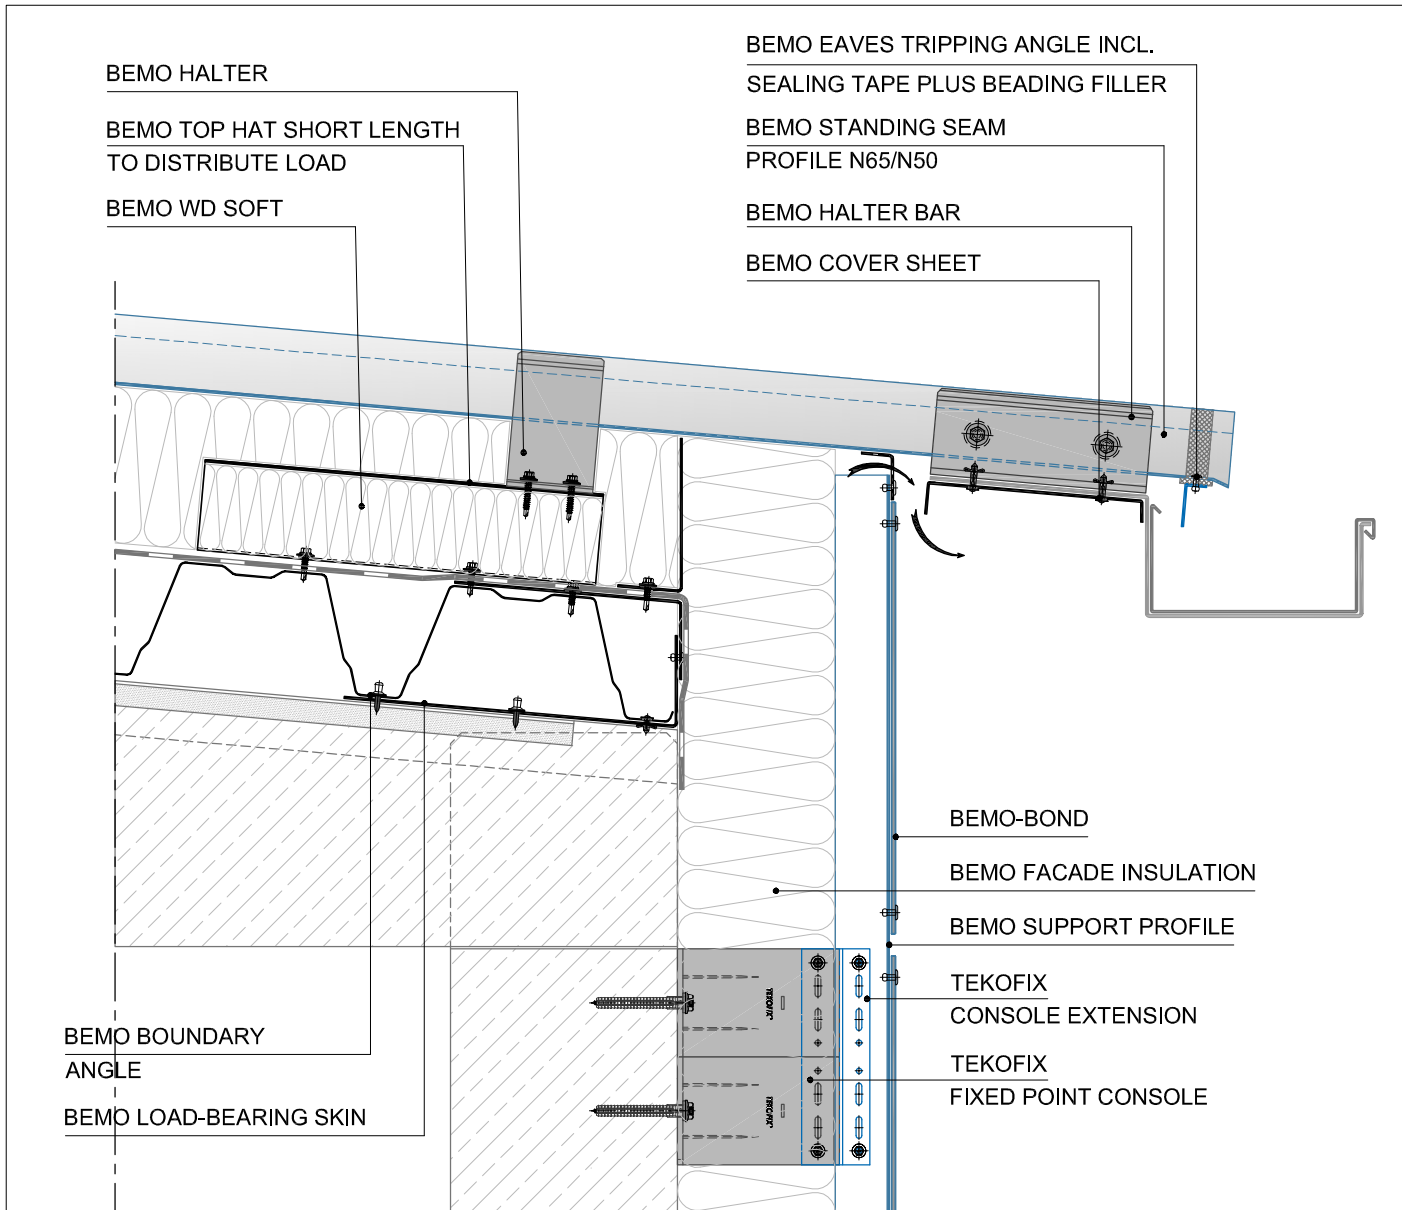 BEMO HALTER
BEMO TOP HAT SHORT LENGTH
TO DISTRIBUTE LOAD
BEMO WD SOFT
BEMO EAVES TRIPPING ANGLE INCL.
SEALING TAPE PLUS BEADING FILLER
BEMO STANDING SEAM
PROFILE N65/N50
BEMO HALTER BAR
BEMO COVER SHEET
BEMO-BOND
BEMO FACADE INSULATION
BEMO SUPPORT PROFILE
TEKOFIX
CONSOLE EXTENSION
TEKOFIX
FIXED POINT CONSOLE
BEMO BOUNDARY
ANGLE
BEMO LOAD-BEARING SKIN
TEKOFIX
TEKOFIX